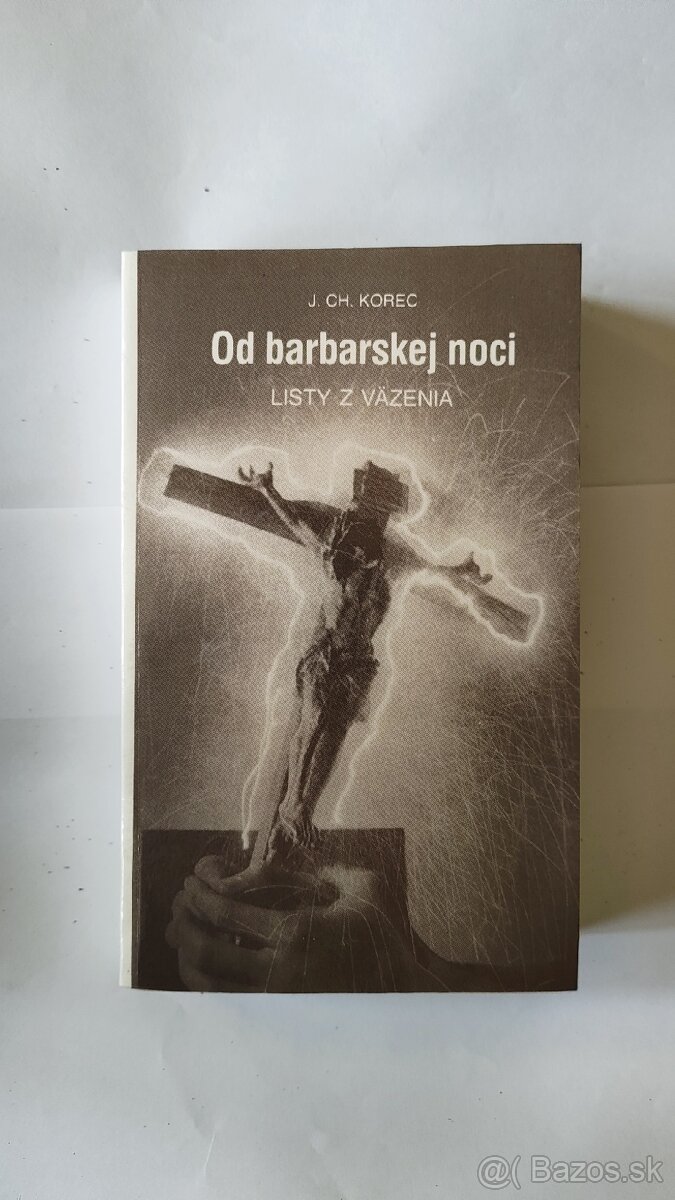 J. CH. KOREC
Od barbarskej noci
LISTY Z VÄZENIA
@( Bazos.sk